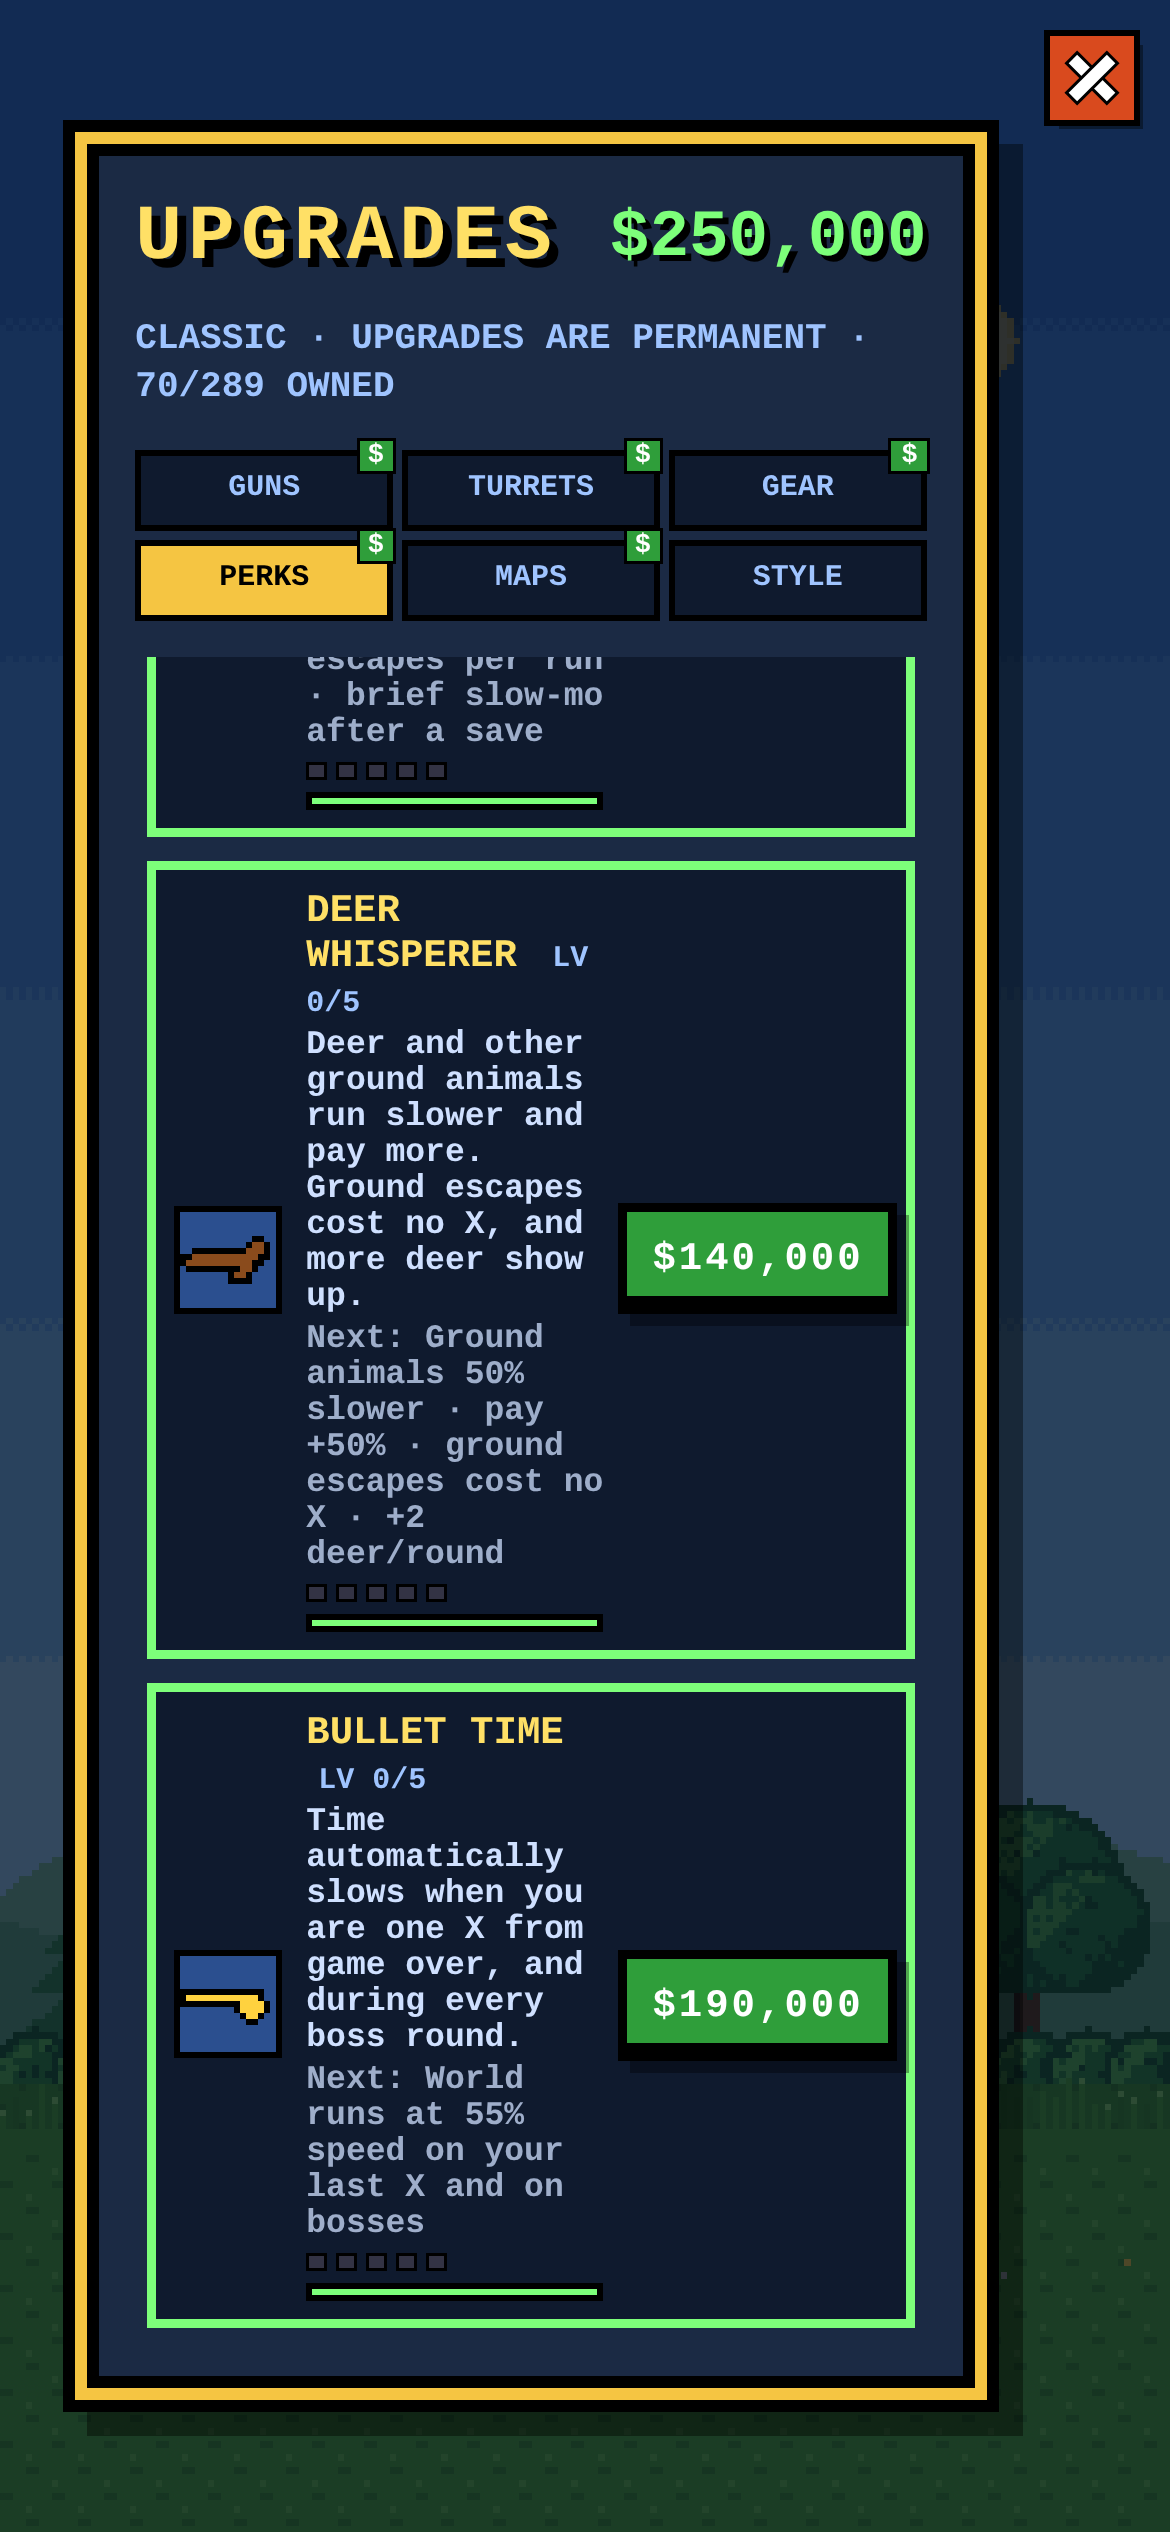 UPGRADES $250,000
CLASSIC · UPGRADES ARE PERMANENT ·
70/289 OWNED
$ $ $
GUNS TURRETS GEAR
$ $
PERKS MAPS STYLE
escapes per run
· brief slow-mo
after a save
DEER
WHISPERER LV
0/5
Deer and other
ground animals
run slower and
pay more.
Ground escapes
cost no X, and
more deer show
up.
$140,000
Next: Ground
animals 50%
slower · pay
+50% · ground
escapes cost no
X · +2
deer/round
BULLET TIME
LV 0/5
Time
automatically
slows when you
are one X from
game over, and
during every
boss round.
$190,000
Next: World
runs at 55%
speed on your
last X and on
bosses